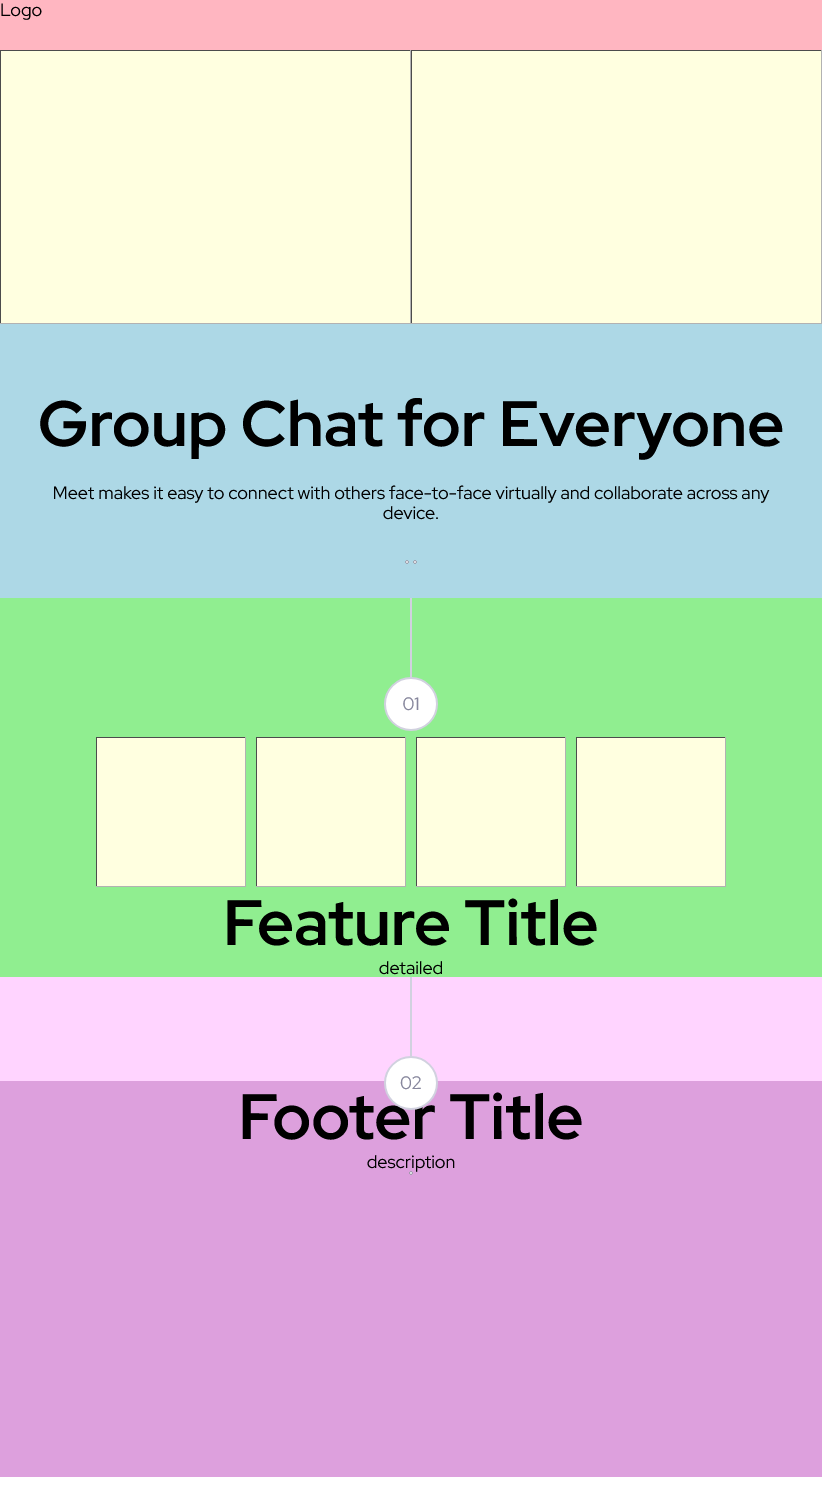 Logo
Group Chat for Everyone
Meet makes it easy to connect with others face-to-face virtually and collaborate across any
device.
01
Feature Title
detailed
02
Footer Title
description